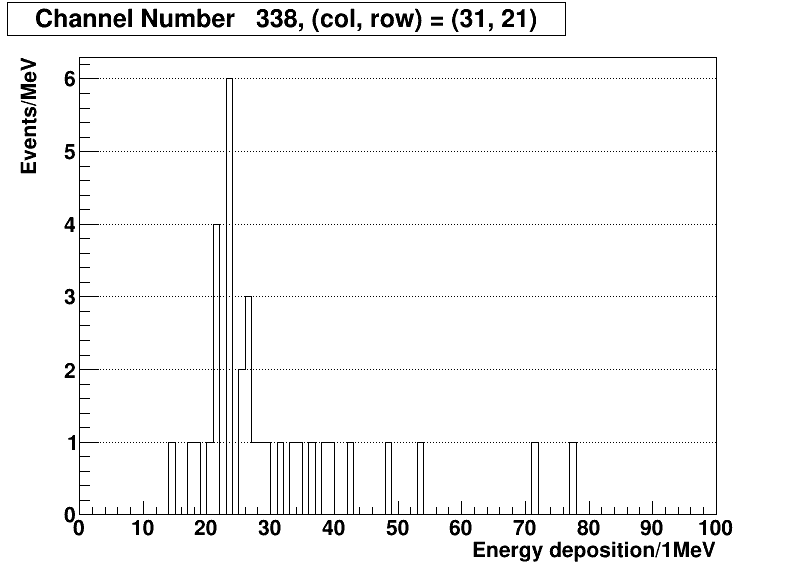 Channel Number 338, (col, row) = (31, 21)
Events/MeV
6
5
4
3
2
1
0
0 10 20 30 40 50 60 70 80 90 100
Energy deposition/1MeV